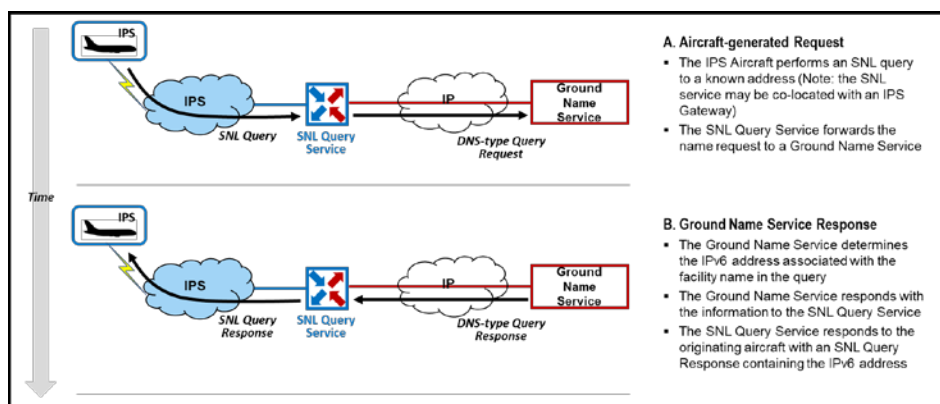 Time
IPS
IPS
SNL Query
SNL Query
Service
IP
DNS-type Query
Request
Ground
Name
Service
A. Aircraft-generated Request
▪ The IPS Aircraft performs an SNL query
to a known address (Note: the SNL
service may be co-located with an IPS
Gateway)
▪ The SNL Query Service forwards the
name request to a Ground Name Service
IPS
IPS
SNL Query
Response
SNL Query
Service
IP
DNS-type Query
Response
Ground
Name
Service
B. Ground Name Service Response
▪ The Ground Name Service determines
the IPv6 address associated with the
facility name in the query
▪ The Ground Name Service responds with
the information to the SNL Query Service
▪ The SNL Query Service responds to the
originating aircraft with an SNL Query
Response containing the IPv6 address